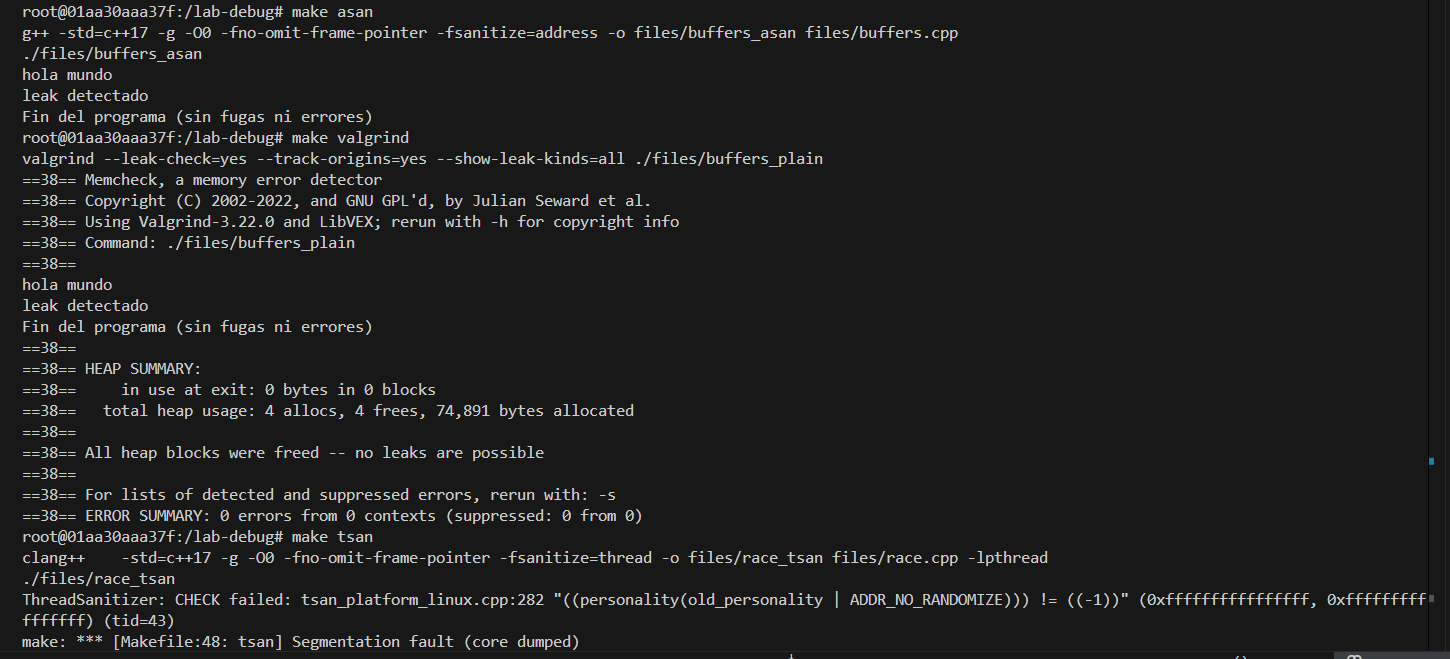 root@01aa30aaa37f:/lab-debug# make asan
g++ -std=c++17 -g -O0 -fno-omit-frame-pointer -fsanitize=address -o files/buffers_asan files/buffers.cpp
./files/buffers_asan
hola mundo
leak detectado
Fin del programa (sin fugas ni errores)
root@01aa30aaa37f:/lab-debug# make valgrind
valgrind --leak-check=yes --track-origins=yes --show-leak-kinds=all ./files/buffers_plain
==38== Memcheck, a memory error detector
==38== Copyright (C) 2002-2022, and GNU GPL'd, by Julian Seward et al.
==38== Using Valgrind-3.22.0 and LibVEX; rerun with -h for copyright info
==38== Command: ./files/buffers_plain
==38==
hola mundo
leak detectado
Fin del programa (sin fugas ni errores)
==38==
==38== HEAP SUMMARY:
==38==     in use at exit: 0 bytes in 0 blocks
==38==   total heap usage: 4 allocs, 4 frees, 74,891 bytes allocated
==38==
==38== All heap blocks were freed -- no leaks are possible
==38==
==38== For lists of detected and suppressed errors, rerun with: -s
==38== ERROR SUMMARY: 0 errors from 0 contexts (suppressed: 0 from 0)
root@01aa30aaa37f:/lab-debug# make tsan
clang++    -std=c++17 -g -O0 -fno-omit-frame-pointer -fsanitize=thread -o files/race_tsan files/race.cpp -lpthread
./files/race_tsan
ThreadSanitizer: CHECK failed: tsan_platform_linux.cpp:282 "((personality(old_personality | ADDR_NO_RANDOMIZE))) != ((-1))" (0xffffffffffffffff, 0xfffffffff
fffffff) (tid=43)
make: *** [Makefile:48: tsan] Segmentation fault (core dumped)